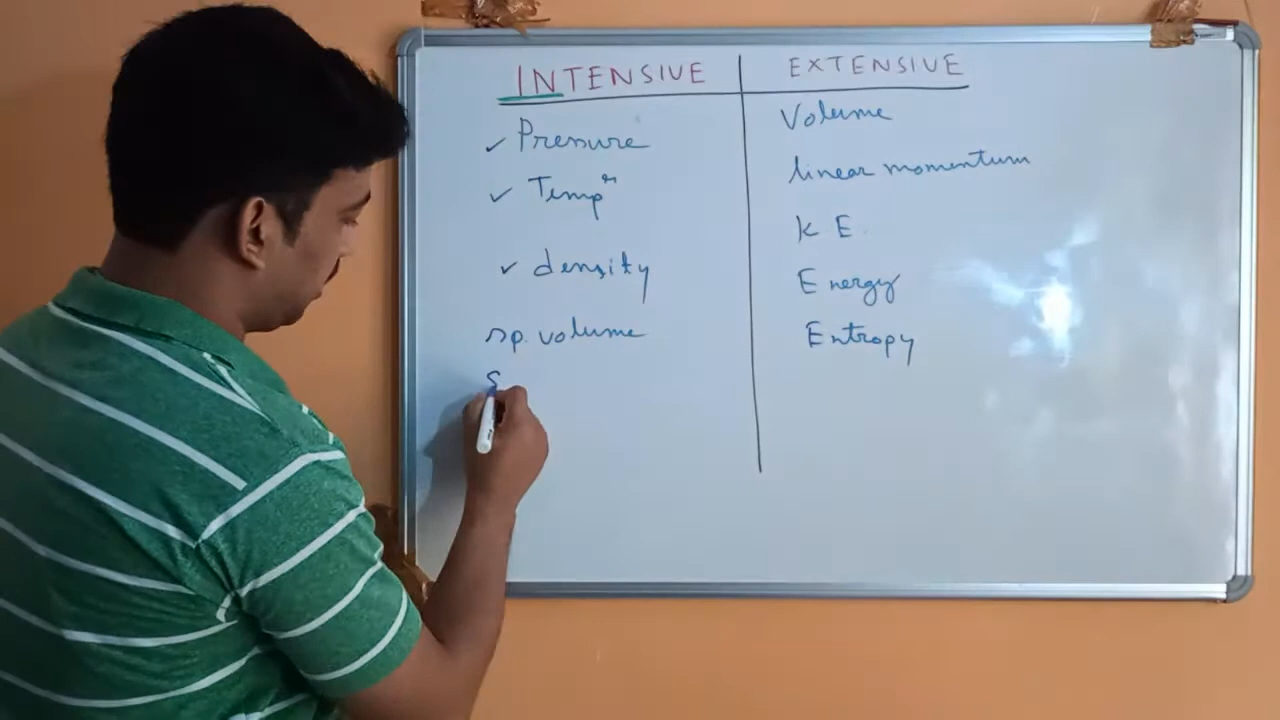 INTENSIVE
✓ Pressure
✓ Tempr
✓ density
sp. volume
S
EXTENSIVE
Volume
linear momentum
K.E.
Energy
Entropy